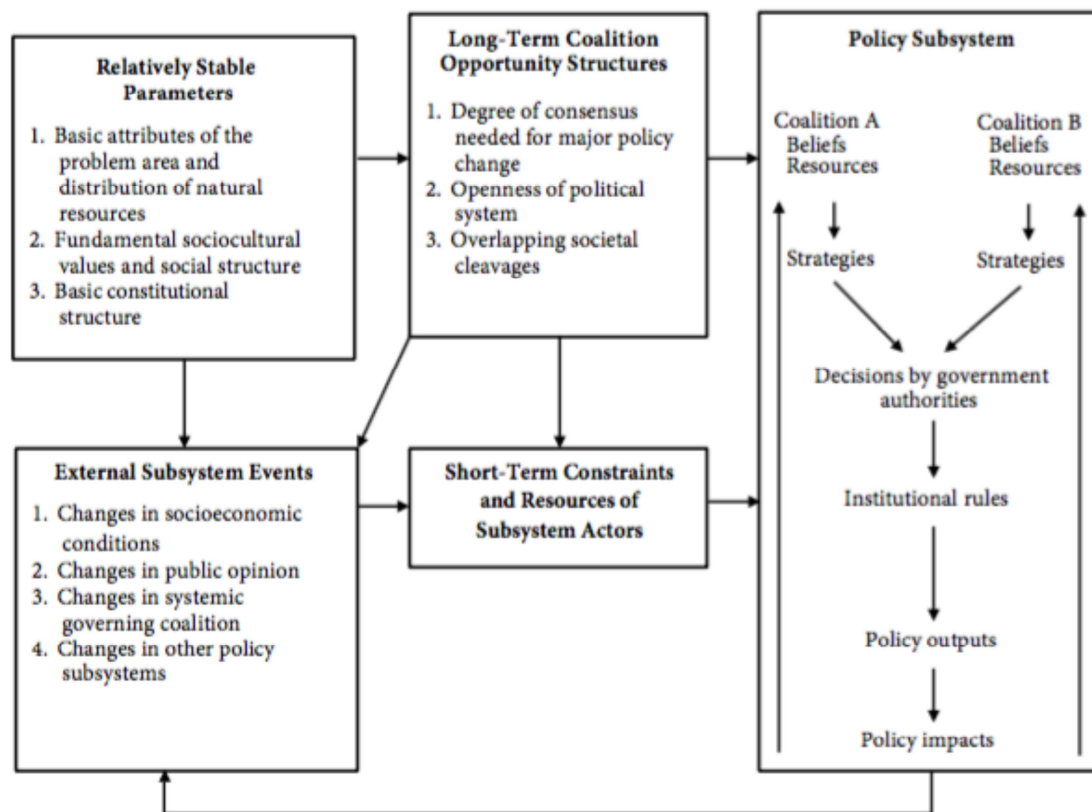 Relatively Stable
Parameters
1. Basic attributes of the
problem area and
distribution of natural
resources
2. Fundamental sociocultural
values and social structure
3. Basic constitutional
structure
Long-Term Coalition
Opportunity Structures
1. Degree of consensus
needed for major policy
change
2. Openness of political
system
3. Overlapping societal
cleavages
Policy Subsystem
Coalition A
Beliefs
Resources
Coalition B
Beliefs
Resources
Strategies
Strategies
Decisions by government
authorities
Institutional rules
Policy outputs
Policy impacts
External Subsystem Events
1. Changes in socioeconomic
conditions
2. Changes in public opinion
3. Changes in systemic
governing coalition
4. Changes in other policy
subsystems
Short-Term Constraints
and Resources of
Subsystem Actors